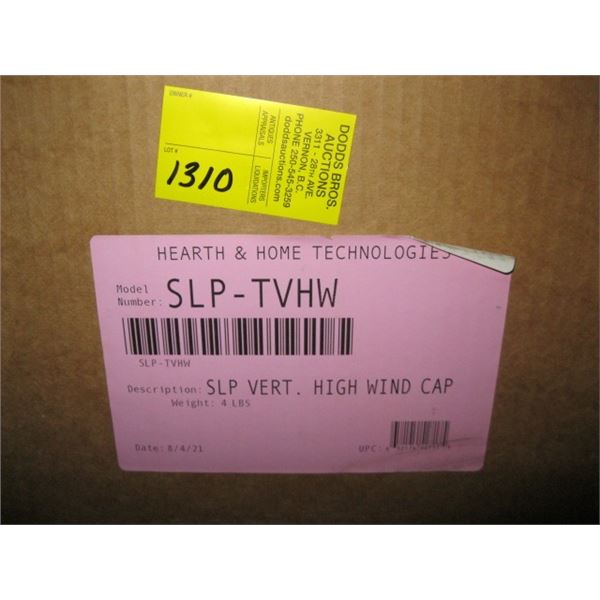 OWNER #
LOT #
1310
ANTIQUES
APPRAISALS
IMPORTERS
LIQUIDATIONS
DODDS BROS.
AUCTIONS
3311 - 28TH AVE.
VERNON, B.C.
PHONE 250-545-3259
doddsauctions.com
HEARTH & HOME TECHNOLOGIES
Model
Number: SLP-TVHW
SLP-TVHW
Description: SLP VERT. HIGH WIND CAP
Weight: 4 LBS
Date: 8/4/21
UPC: